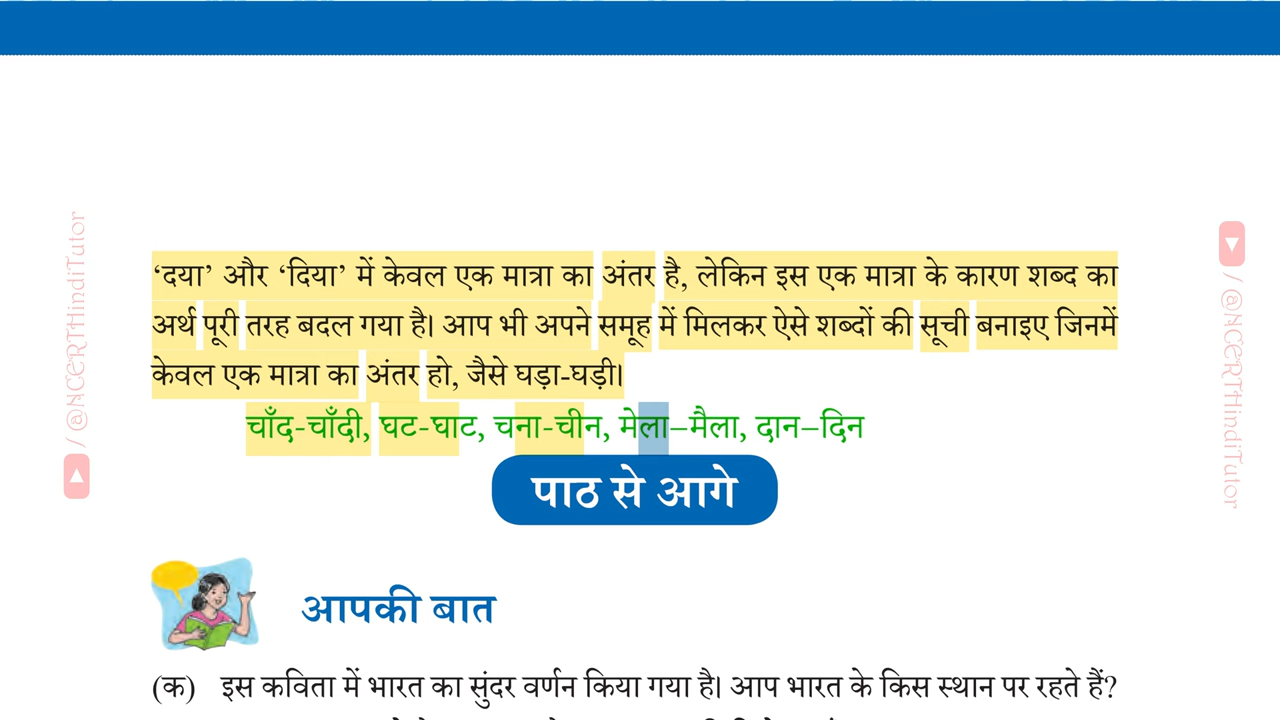 ‘दया’ और ‘दिया’ में केवल एक मात्रा का अंतर है, लेकिन इस एक मात्रा के कारण शब्द का
अर्थ पूरी तरह बदल गया है। आप भी अपने समूह में मिलकर ऐसे शब्दों की सूची बनाइए जिनमें
केवल एक मात्रा का अंतर हो, जैसे घड़ा-घड़ी।
चाँद-चाँदी, घट-घाट, चना-चीन, मेला–मैला, दान–दिन
पाठ से आगे
आपकी बात
(क) इस कविता में भारत का सुंदर वर्णन किया गया है। आप भारत के किस स्थान पर रहते हैं?
/ @NCERTHindiTutor
/ @NCERTHindiTutor